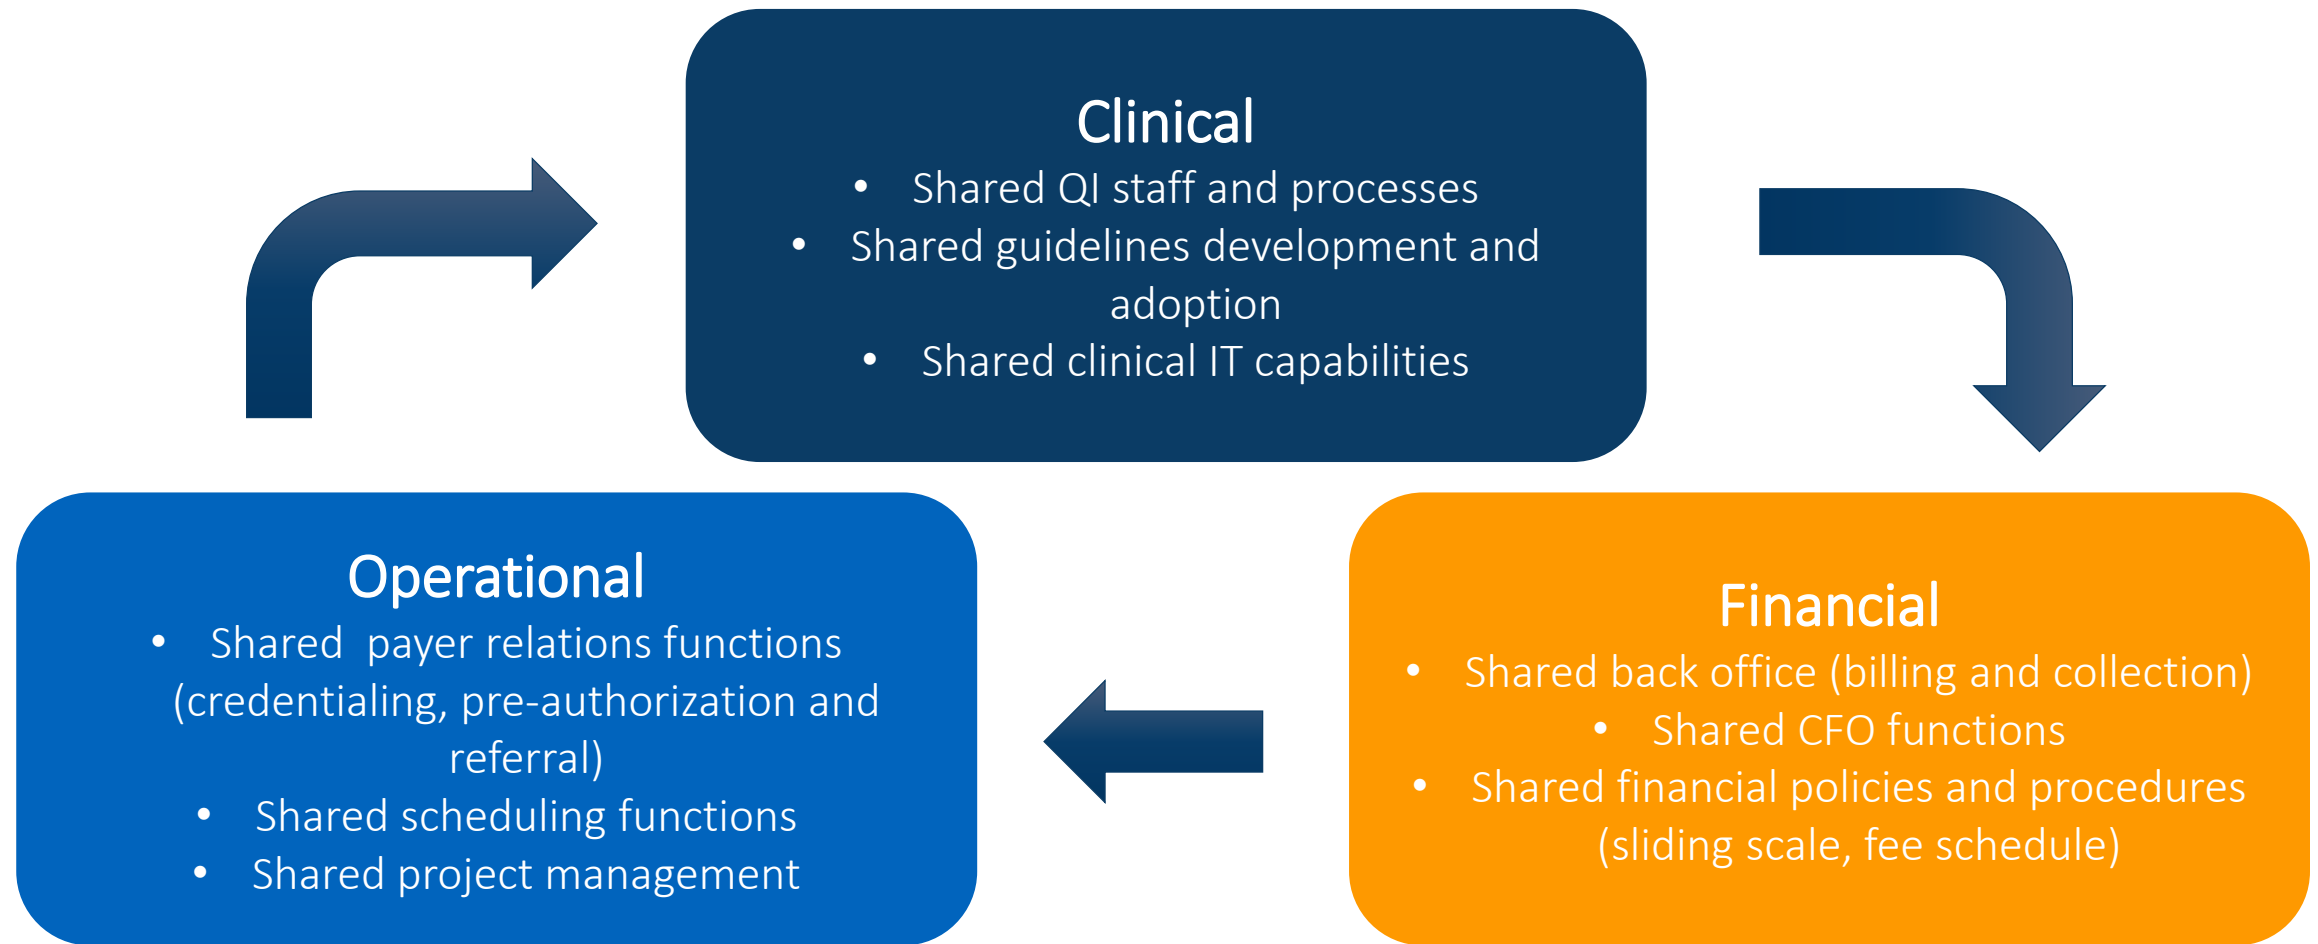 Clinical
• Shared QI staff and processes
• Shared guidelines development and
adoption
• Shared clinical IT capabilities
Operational
• Shared  payer relations functions
(credentialing, pre-authorization and
referral)
• Shared scheduling functions
• Shared project management
Financial
• Shared back office (billing and collection)
• Shared CFO functions
• Shared financial policies and procedures
(sliding scale, fee schedule)